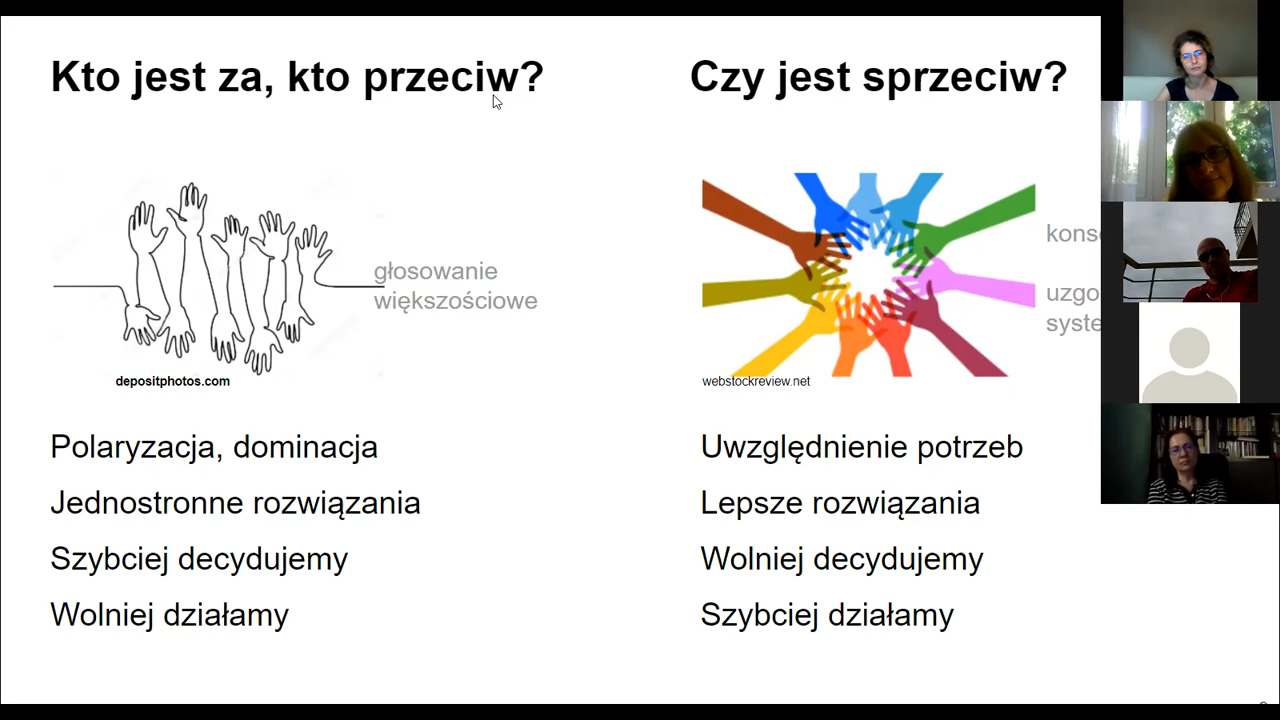 Kto jest za, kto przeciw?
głosowanie
większościowe
depositphotos.com
Polaryzacja, dominacja
Jednostronne rozwiązania
Szybciej decydujemy
Wolniej działamy
Czy jest sprzeciw?
webstockreview.net
Uwzględnienie potrzeb
Lepsze rozwiązania
Wolniej decydujemy
Szybciej działamy